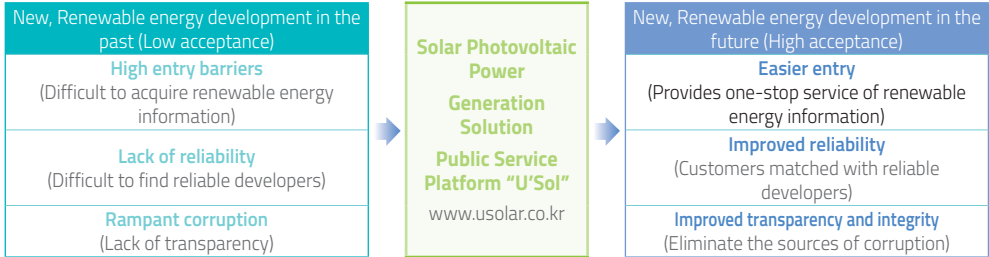 New, Renewable energy development in the
past (Low acceptance)
High entry barriers
(Difficult to acquire renewable energy
information)
Lack of reliability
(Difficult to find reliable developers)
Rampant corruption
(Lack of transparency)
Solar Photovoltaic
Power
Generation
Solution
Public Service
Platform “U’Sol”
www.usolar.co.kr
New, Renewable energy development in the
future (High acceptance)
Easier entry
(Provides one-stop service of renewable
energy information)
Improved reliability
(Customers matched with reliable
developers)
Improved transparency and integrity
(Eliminate the sources of corruption)